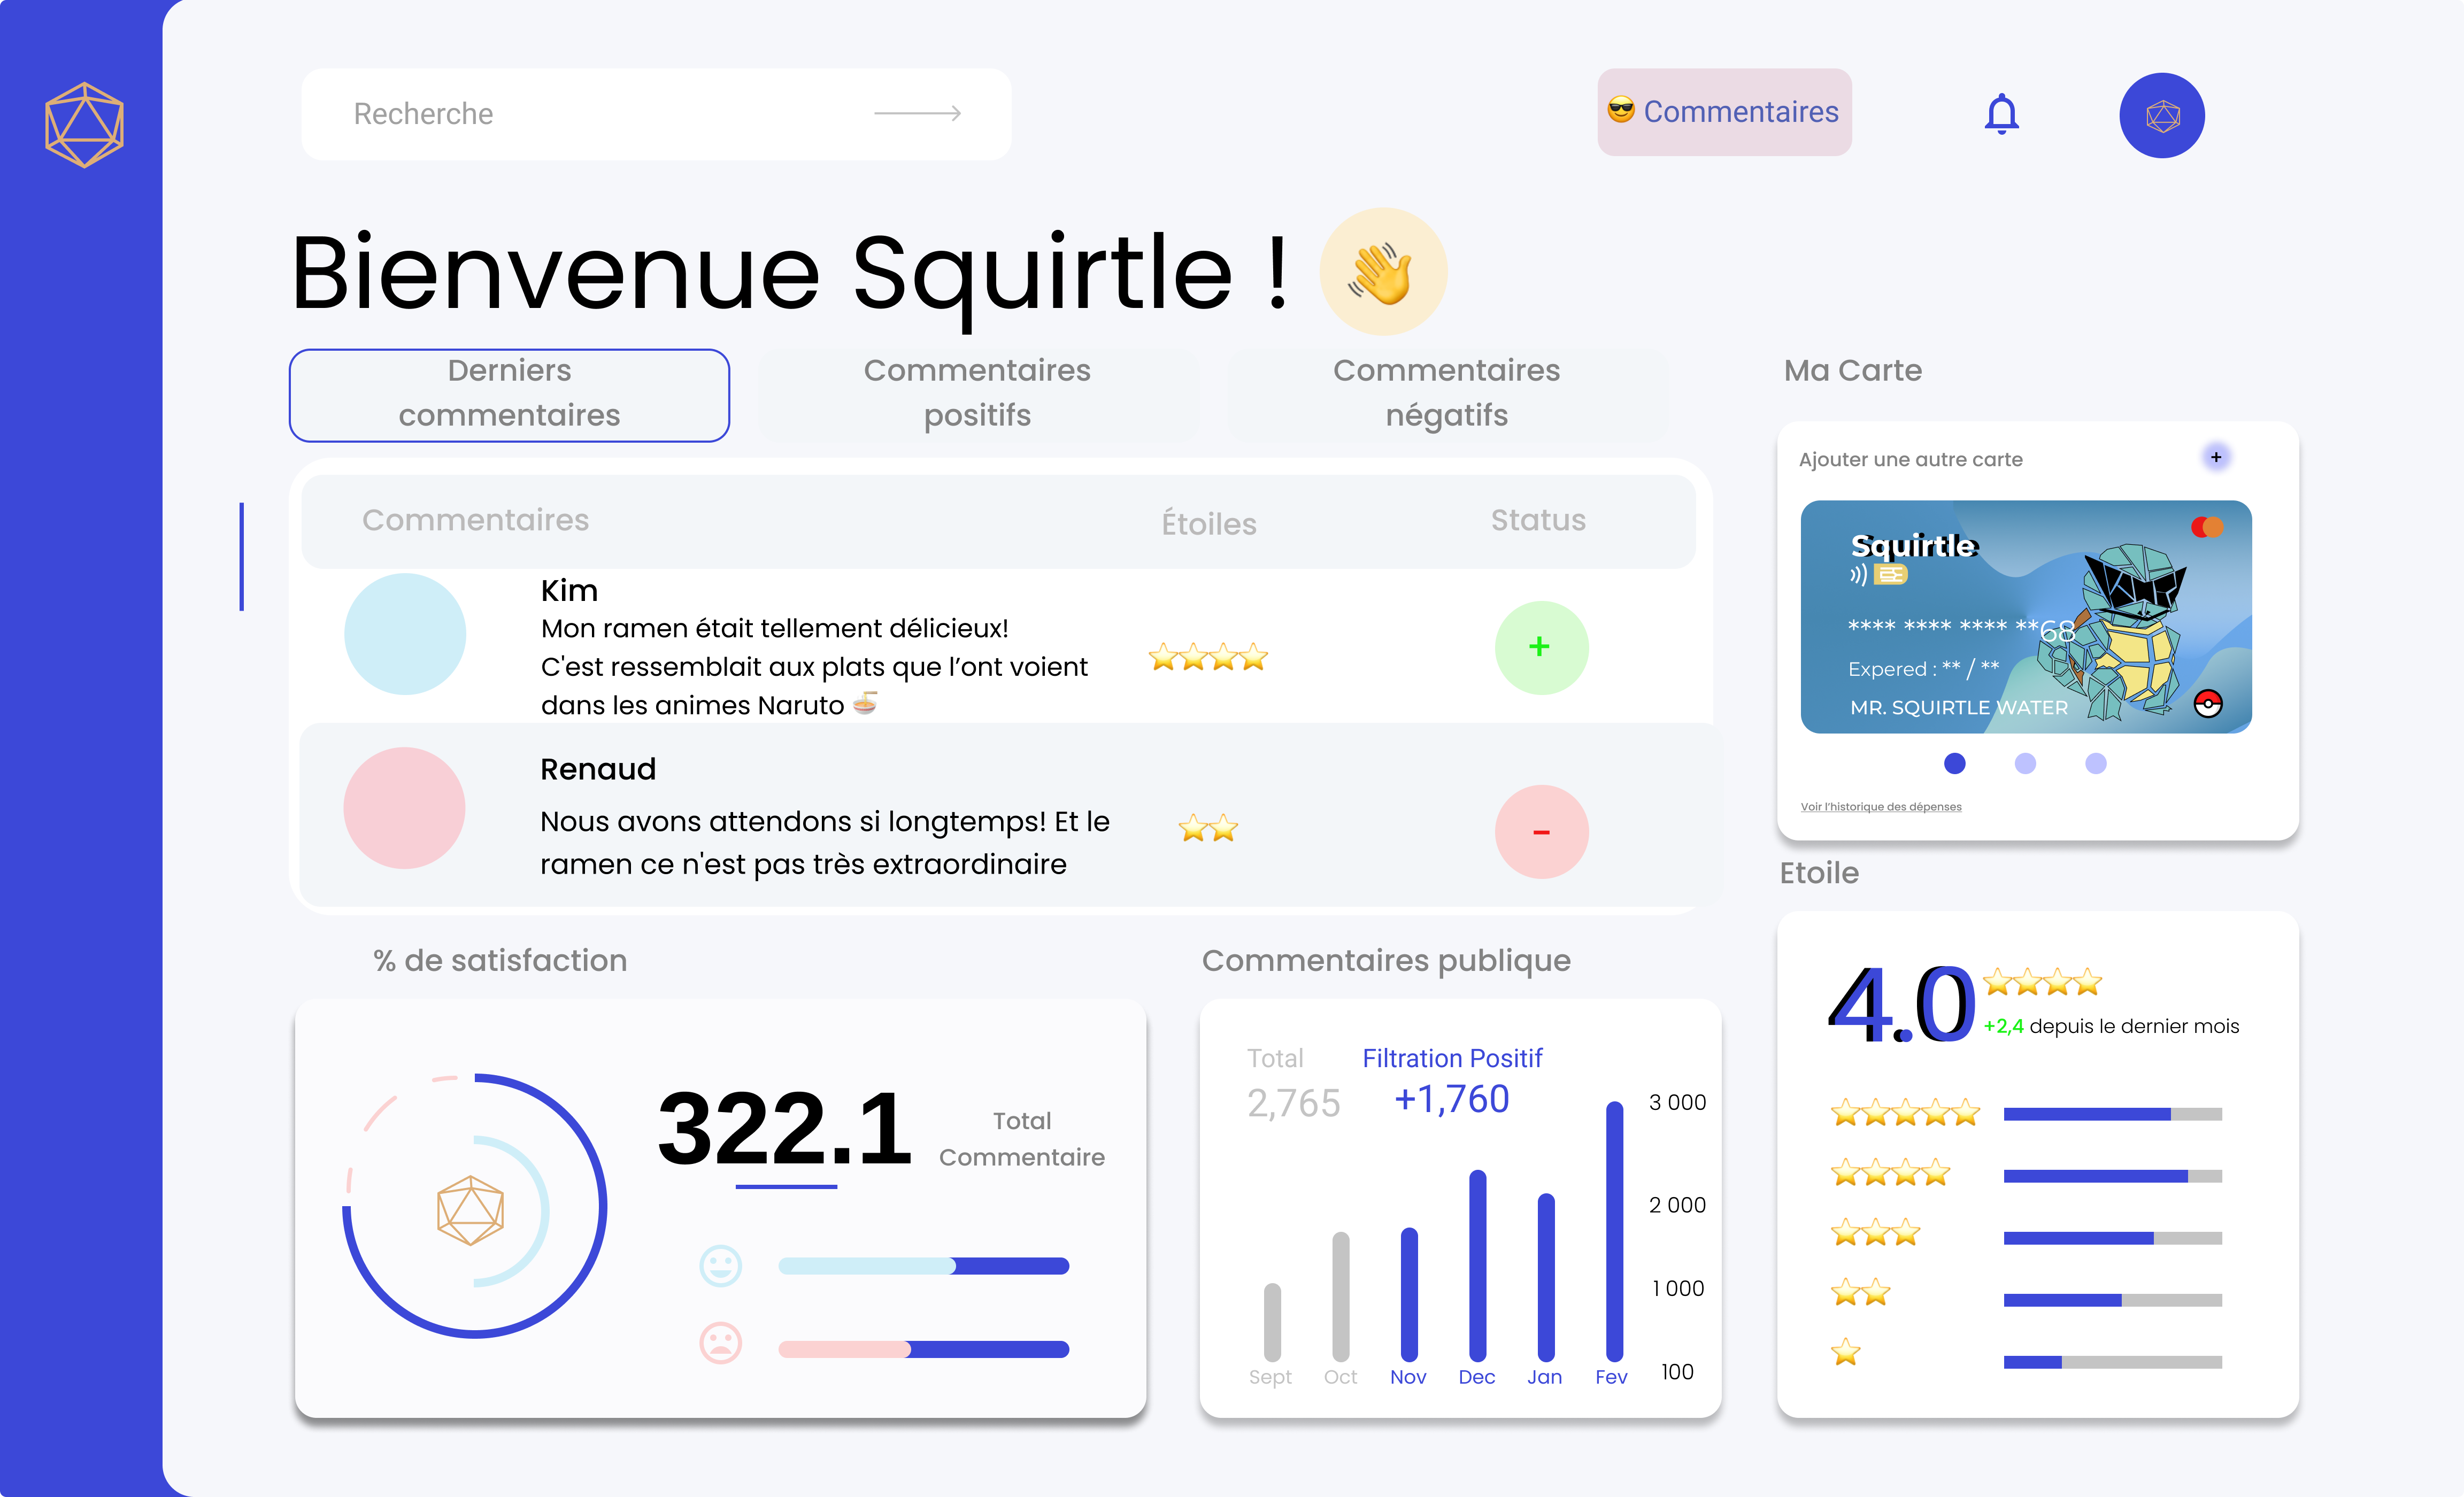 Recherche
😎 Commentaires
Bienvenue Squirtle ! 👋
Derniers
commentaires
Commentaires
positifs
Commentaires
négatifs
Commentaires
Étoiles
Status
Kim
Mon ramen était tellement délicieux!
C'est ressemblait aux plats que l’ont voient
dans les animes Naruto 🍜
⭐⭐⭐⭐
+
Renaud
Nous avons attendons si longtemps! Et le
ramen ce n'est pas très extraordinaire
⭐⭐
-
Ma Carte
Ajouter une autre carte
+
Squirtle
**** **** **** **68
Expered : ** / **
MR. SQUIRTLE WATER
Voir l'historique des dépenses
% de satisfaction
322.1
Total
Commentaire
Commentaires publique
Total
2,765
Filtration Positif
+1,760
3 000
2 000
1 000
100
Sept Oct Nov Dec Jan Fev
Etoile
4.0 ⭐⭐⭐⭐
+2,4 depuis le dernier mois
⭐⭐⭐⭐⭐
⭐⭐⭐⭐
⭐⭐⭐
⭐⭐
⭐